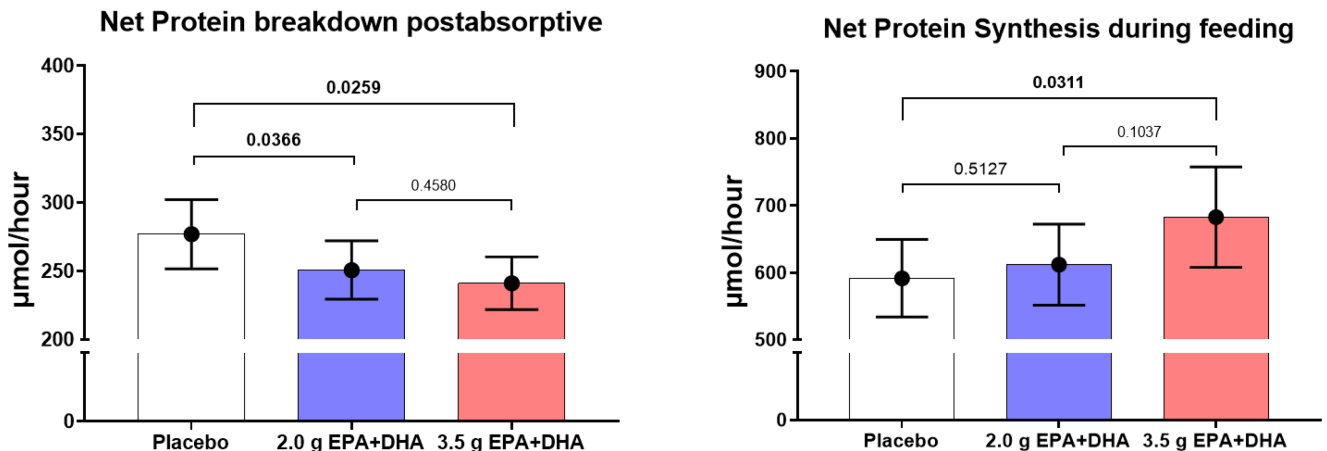 Net Protein breakdown postabsorptive
400
350
300
250
200
0
μmol/hour
0.0259
0.0366
0.4580
Placebo
2.0 g EPA+DHA
3.5 g EPA+DHA
Net Protein Synthesis during feeding
900
800
700
600
500
0
μmol/hour
0.0311
0.1037
0.5127
Placebo
2.0 g EPA+DHA
3.5 g EPA+DHA